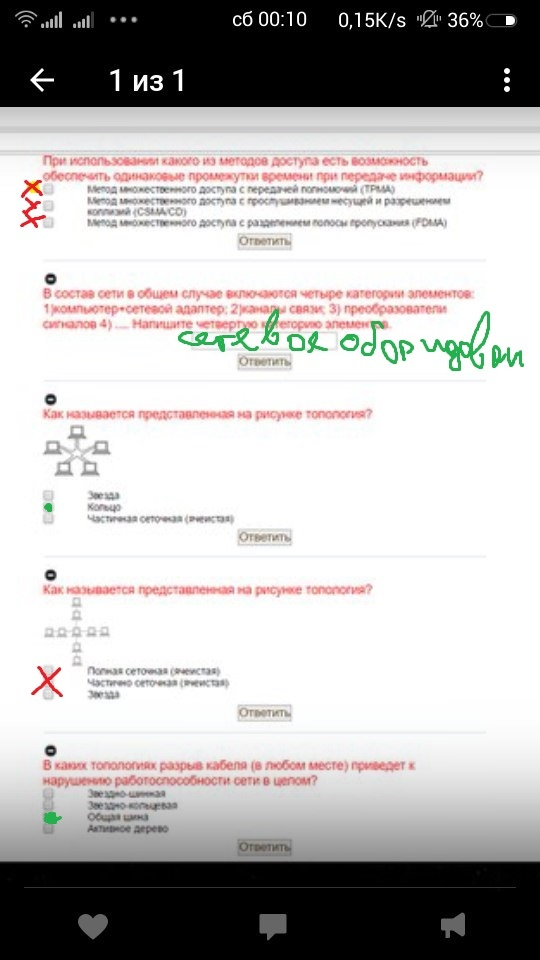 сб 00:10 0,15K/s 36%
1 из 1
При использовании какого из методов доступа есть возможность
обеспечить одинаковые промежутки времени при передаче информации?
Метод множественного доступа с передачей полномочий (TPMA)
Метод множественного доступа с прослушиванием несущей и разрешением
коллизий (CSMA/CD)
Метод множественного доступа с разделением полосы пропускания (FDMA)
Ответить
В состав сети в общем случае включаются четыре категории элементов:
1)компьютер+сетевой адаптер; 2)каналы связи; 3) преобразователи
сигналов 4) .... Напишите четвертую категорию элементов.
сетевое оборудован
Ответить
Как называется представленная на рисунке топология?
Звезда
Кольцо
Частичная сеточная (ячеистая)
Ответить
Как называется представленная на рисунке топология?
Полная сеточная (ячеистая)
Частично сеточная (ячеистая)
Звезда
Ответить
В каких топологиях разрыв кабеля (в любом месте) приведет к
нарушению работоспособности сети в целом?
Звездно-шинная
Звездно-кольцевая
Общая шина
Активное дерево
Ответить